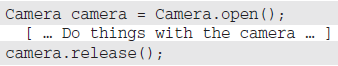 Camera camera = Camera.open();
[ … Do things with the camera … ]
camera.release();